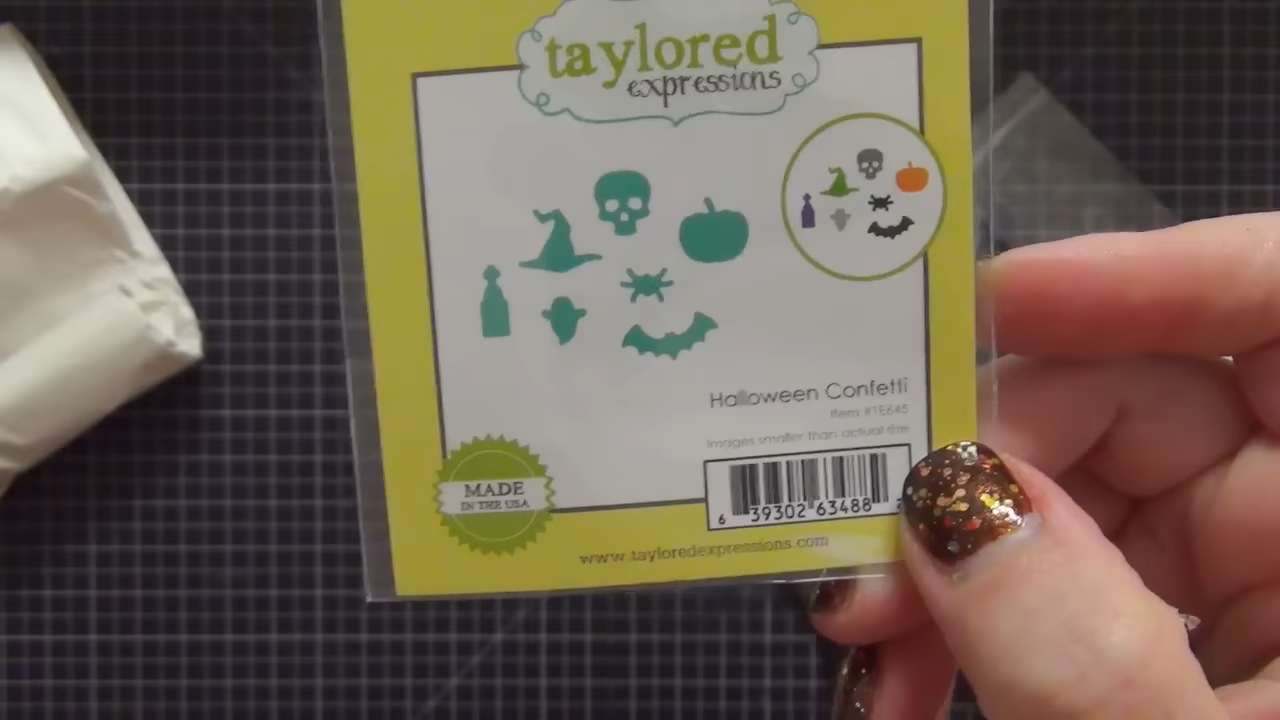 taylored
expressions
Halloween Confetti
Item #TE645
Images smaller than actual size
MADE
IN THE USA
6 39302 63488
www.tayloredexpressions.com